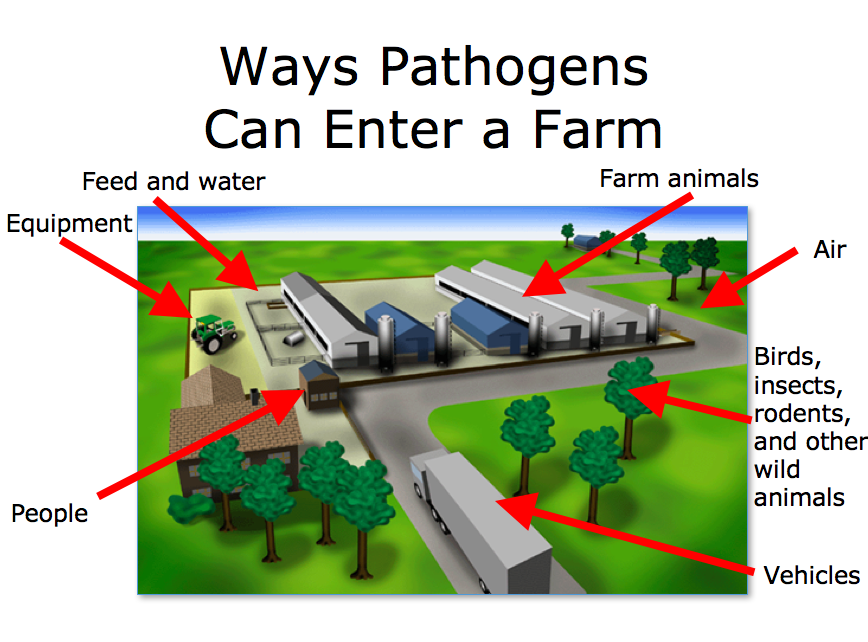 Ways Pathogens
Can Enter a Farm
Feed and water
Farm animals
Equipment
Air
Birds,
insects,
rodents,
and other
wild
animals
People
Vehicles